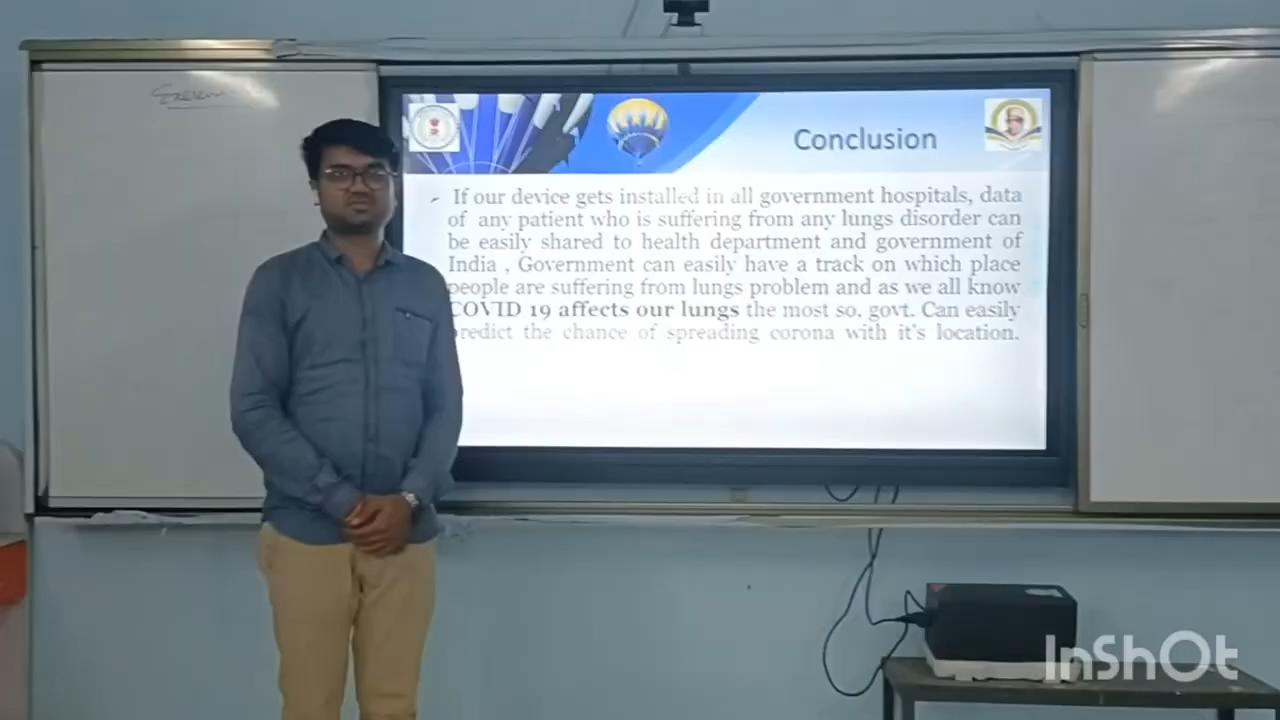 Conclusion
If our device gets installed in all government hospitals, data
of any patient who is suffering from any lungs disorder can
be easily shared to health department and government of
India , Government can easily have a track on which place
people are suffering from lungs problem and as we all know
COVID 19 affects our lungs the most so. govt. Can easily
predict the chance of spreading corona with it's location.
InShOt